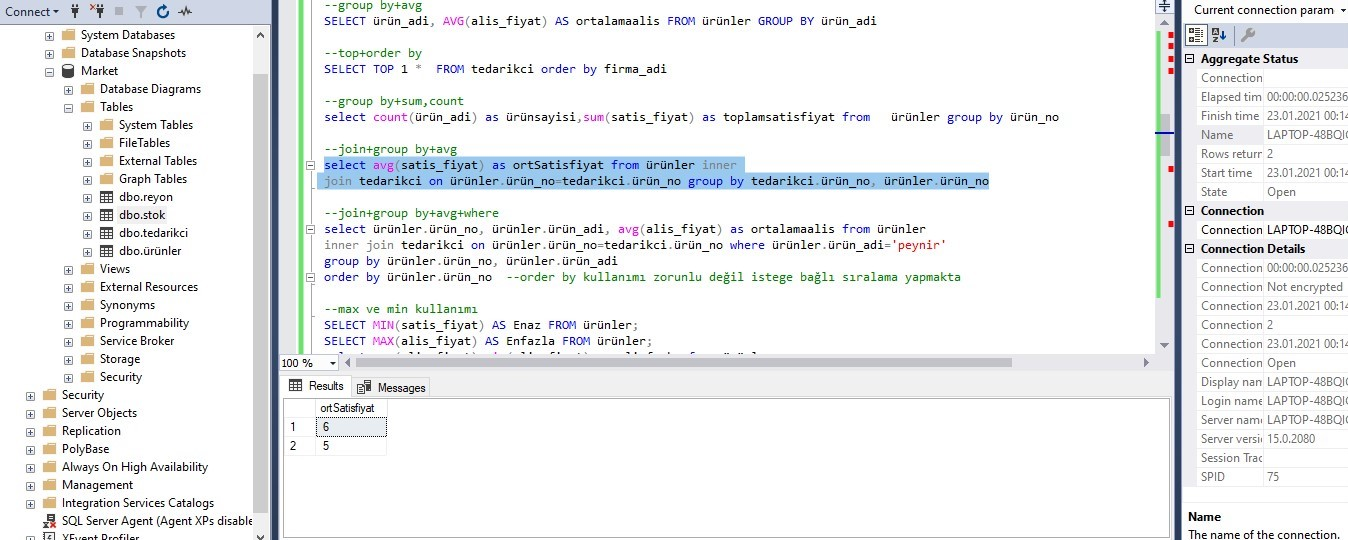 Connect
System Databases
Database Snapshots
Market
Database Diagrams
Tables
System Tables
FileTables
External Tables
Graph Tables
dbo.reyon
dbo.stok
dbo.tedarikci
dbo.ürünler
Views
External Resources
Synonyms
Programmability
Service Broker
Storage
Security
Security
Server Objects
Replication
PolyBase
Always On High Availability
Management
Integration Services Catalogs
SQL Server Agent (Agent XPs disable
XEvent Profiler
--group by+avg
SELECT ürün_adi, AVG(alis_fiyat) AS ortalamaalis FROM ürünler GROUP BY ürün_adi
--top+order by
SELECT TOP 1 * FROM tedarikci order by firma_adi
--group by+sum,count
select count(ürün_adi) as ürünsayisi,sum(satis_fiyat) as toplamsatisfiyat from ürünler group by ürün_no
--join+group by+avg
select avg(satis_fiyat) as ortSatisfiyat from ürünler inner
join tedarikci on ürünler.ürün_no=tedarikci.ürün_no group by tedarikci.ürün_no, ürünler.ürün_no
--join+group by+avg+where
select ürünler.ürün_no, ürünler.ürün_adi, avg(alis_fiyat) as ortalamaalis from ürünler
inner join tedarikci on ürünler.ürün_no=tedarikci.ürün_no where ürünler.ürün_adi='peynir'
group by ürünler.ürün_no, ürünler.ürün_adi
order by ürünler.ürün_no --order by kullanımı zorunlu değil istege bağlı sıralama yapmakta
--max ve min kullanımı
SELECT MIN(satis_fiyat) AS Enaz FROM ürünler;
SELECT MAX(alis_fiyat) AS Enfazla FROM ürünler;
100 %
Results Messages
ortSatisfiyat
1 6
2 5
Current connection param
Aggregate Status
Connection
Elapsed tim 00:00:00.025236
Finish time 23.01.2021 00:14
Name LAPTOP-48BQIC
Rows returr 2
Start time 23.01.2021 00:14
State Open
Connection
Connection LAPTOP-48BQIC
Connection Details
Connection 00:00:00.025236
Connection Not encrypted
Connection 23.01.2021 00:14
Connection 2
Connection 23.01.2021 00:14
Connection Open
Display nan LAPTOP-48BQIC
Login name LAPTOP-48BQIC
Server name LAPTOP-48BQIC
Server versi 15.0.2080
Session Trac
SPID 75
Name
The name of the connection.